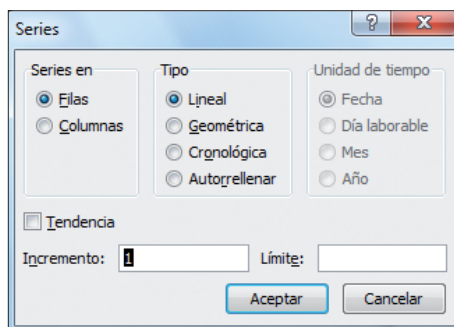 Series
Series en
Filas
Columnas
Tipo
Lineal
Geométrica
Cronológica
Autorrellenar
Unidad de tiempo
Fecha
Día laborable
Mes
Año
Tendencia
Incremento: 1 Límite:
Aceptar Cancelar